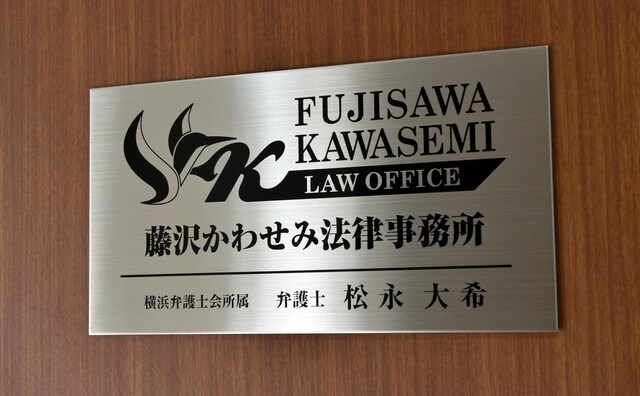 FUJISAWA
KAWASEMI
LAW OFFICE
藤沢かわせみ法律事務所
横浜弁護士会所属　弁護士　松永 大希